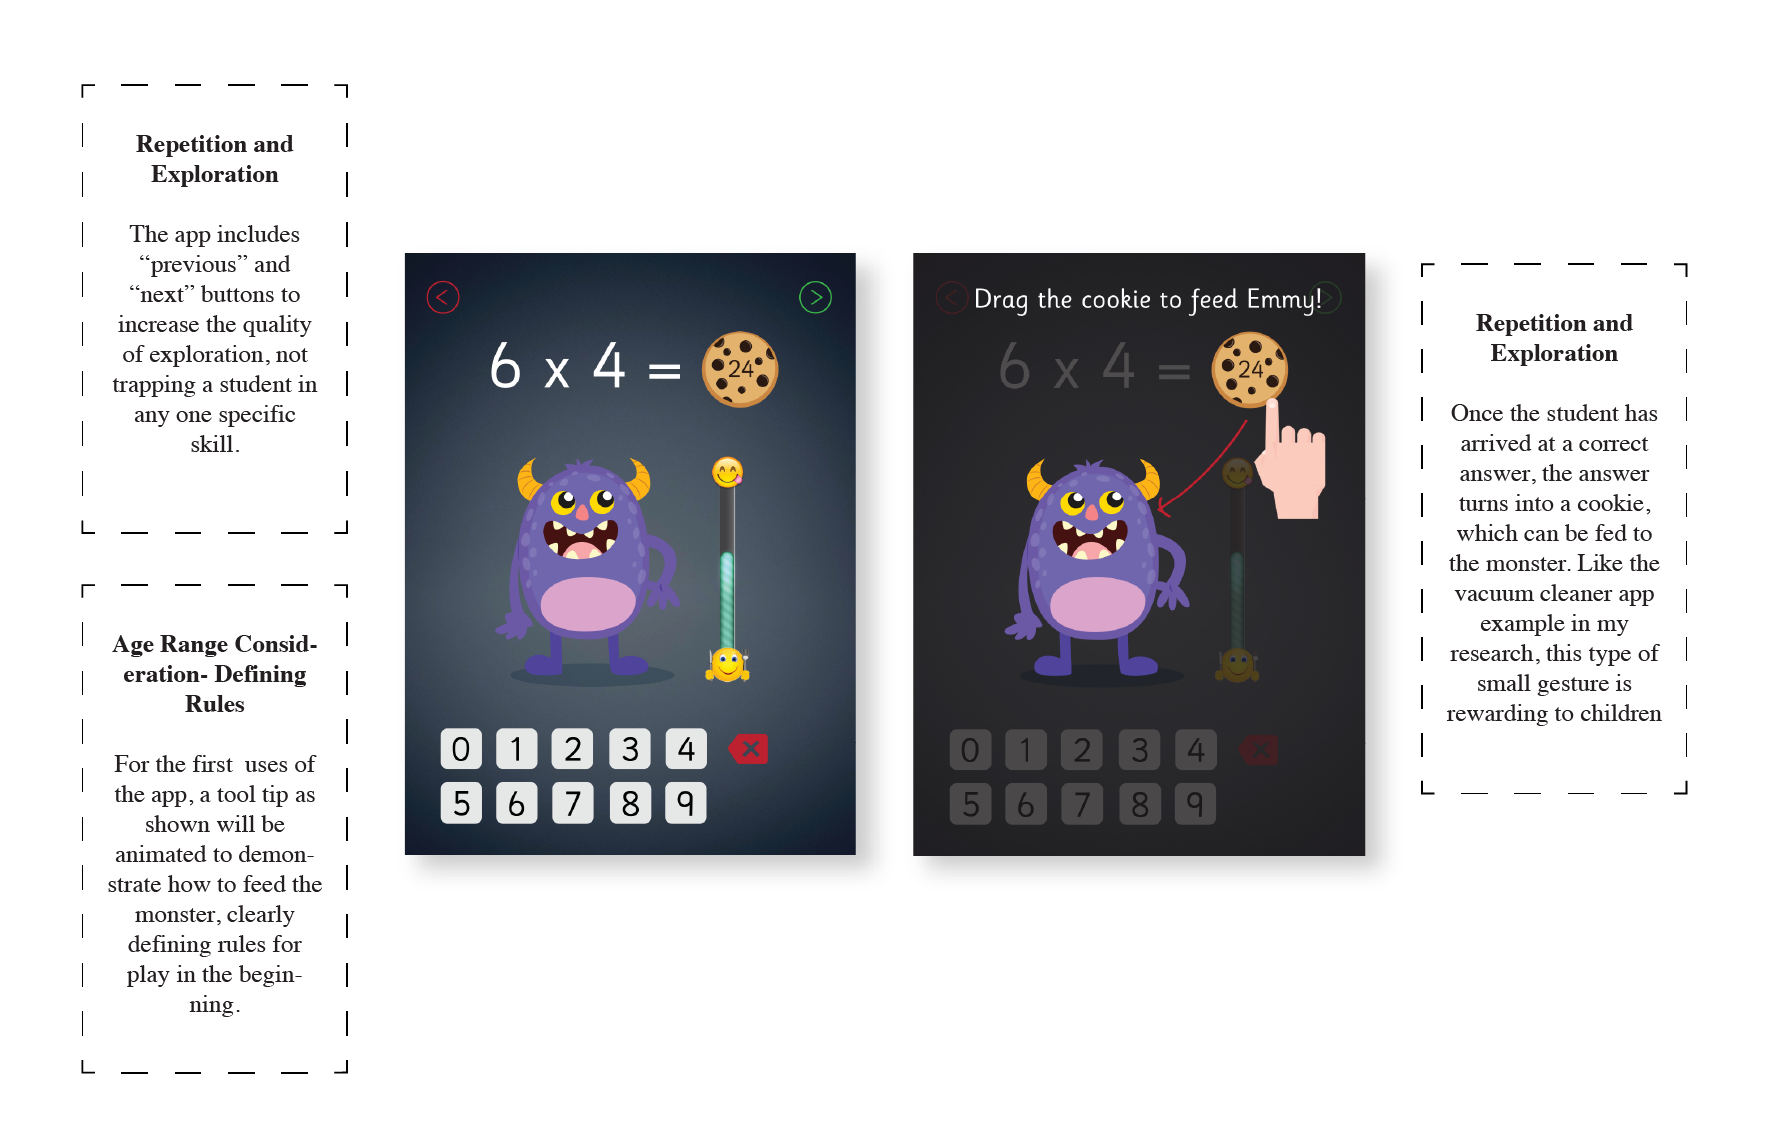 Repetition and
Exploration
The app includes
“previous” and
“next” buttons to
increase the quality
of exploration, not
trapping a student in
any one specific
skill.
Age Range Consid-
eration- Defining
Rules
For the first  uses of
the app, a tool tip as
shown will be
animated to demon-
strate how to feed the
monster, clearly
defining rules for
play in the begin-
ning.
6 x 4 = 24
0 1 2 3 4
5 6 7 8 9
Drag the cookie to feed Emmy!
6 x 4 = 24
0 1 2 3 4
5 6 7 8 9
Repetition and
Exploration
Once the student has
arrived at a correct
answer, the answer
turns into a cookie,
which can be fed to
the monster. Like the
vacuum cleaner app
example in my
research, this type of
small gesture is
rewarding to children